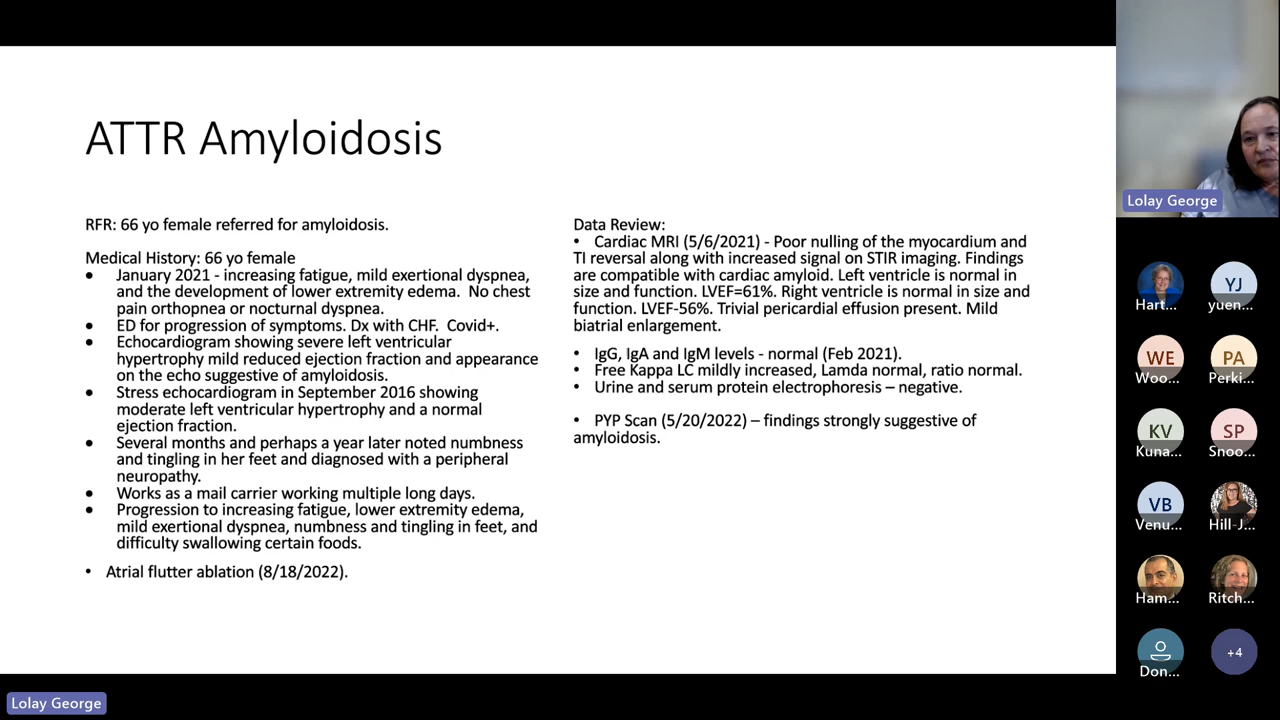 ATTR Amyloidosis
RFR: 66 yo female referred for amyloidosis.
Medical History: 66 yo female
• January 2021 - increasing fatigue, mild exertional dyspnea,
and the development of lower extremity edema. No chest
pain orthopnea or nocturnal dyspnea.
• ED for progression of symptoms. Dx with CHF. Covid+.
• Echocardiogram showing severe left ventricular
hypertrophy mild reduced ejection fraction and appearance
on the echo suggestive of amyloidosis.
• Stress echocardiogram in September 2016 showing
moderate left ventricular hypertrophy and a normal
ejection fraction.
• Several months and perhaps a year later noted numbness
and tingling in her feet and diagnosed with a peripheral
neuropathy.
• Works as a mail carrier working multiple long days.
• Progression to increasing fatigue, lower extremity edema,
mild exertional dyspnea, numbness and tingling in feet, and
difficulty swallowing certain foods.
• Atrial flutter ablation (8/18/2022).
Data Review:
• Cardiac MRI (5/6/2021) - Poor nulling of the myocardium and
TI reversal along with increased signal on STIR imaging. Findings
are compatible with cardiac amyloid. Left ventricle is normal in
size and function. LVEF=61%. Right ventricle is normal in size and
function. LVEF-56%. Trivial pericardial effusion present. Mild
biatrial enlargement.
• IgG, IgA and IgM levels - normal (Feb 2021).
• Free Kappa LC mildly increased, Lamda normal, ratio normal.
• Urine and serum protein electrophoresis – negative.
• PYP Scan (5/20/2022) – findings strongly suggestive of
amyloidosis.
Lolay George
Hart...
YJ
yuen...
WE
Woo...
PA
Perki...
KV
Kuna...
SP
Snoo...
VB
Venu...
Hill-J...
Ham...
Ritch...
Don...
+4
Lolay George